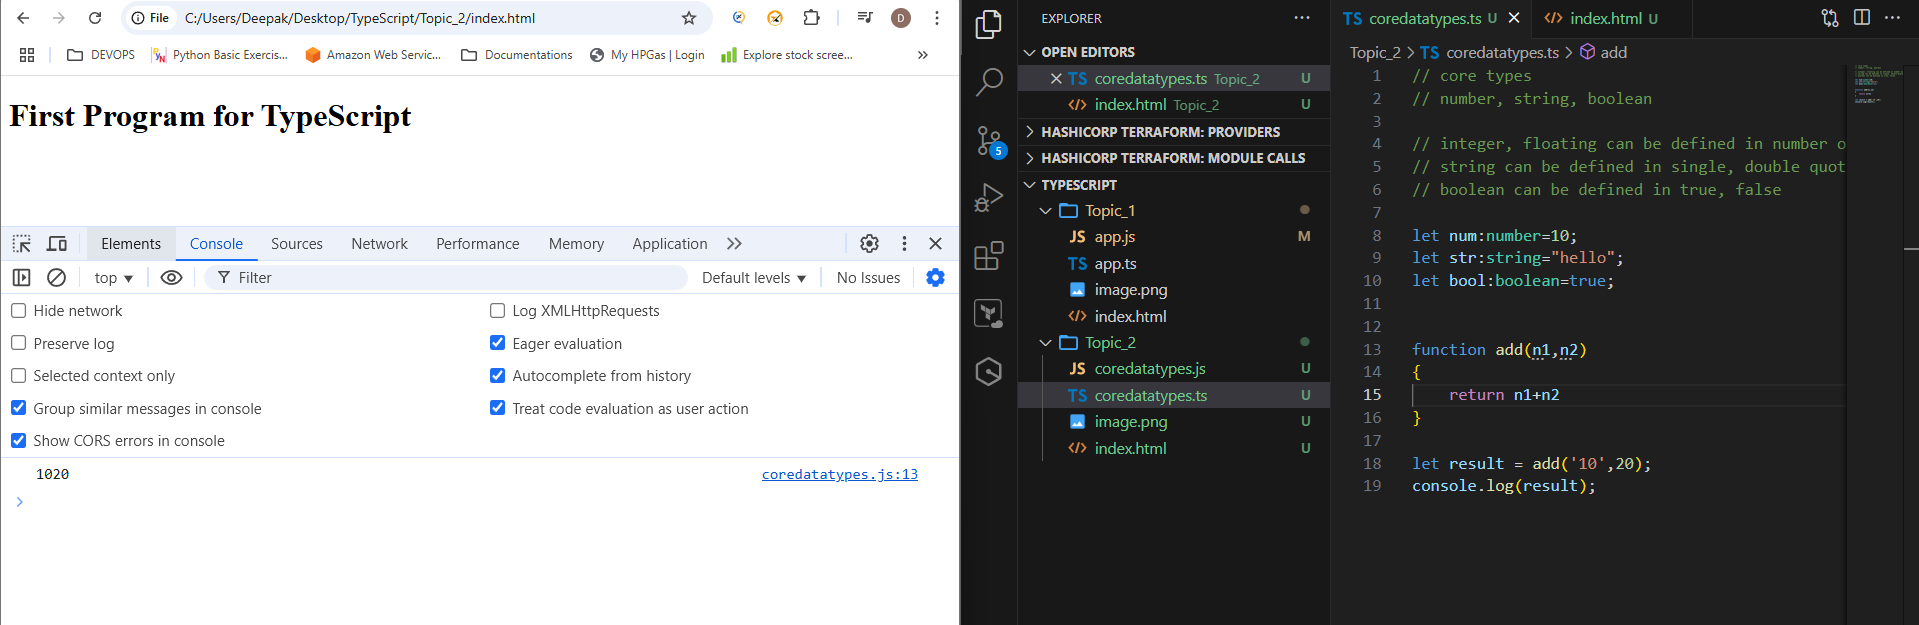 File C:/Users/Deepak/Desktop/TypeScript/Topic_2/index.html
D
DEVOPS Python Basic Exercis... Amazon Web Servic... Documentations My HPGas | Login Explore stock scree... »
First Program for TypeScript
Elements Console Sources Network Performance Memory Application
top Filter Default levels No Issues
Hide network Log XMLHttpRequests
Preserve log Eager evaluation
Selected context only Autocomplete from history
Group similar messages in console Treat code evaluation as user action
Show CORS errors in console
1020 coredatatypes.js:13
>
5
EXPLORER ...
OPEN EDITORS
TS coredatatypes.ts Topic_2 U
<> index.html Topic_2 U
HASHICORP TERRAFORM: PROVIDERS
HASHICORP TERRAFORM: MODULE CALLS
TYPESCRIPT
Topic_1
JS app.js M
TS app.ts
image.png
<> index.html
Topic_2
JS coredatatypes.js U
TS coredatatypes.ts U
image.png U
<> index.html U
TS coredatatypes.ts U <> index.html U
Topic_2 > TS coredatatypes.ts > add
1 // core types
2 // number, string, boolean
3
4 // integer, floating can be defined in number o
5 // string can be defined in single, double quot
6 // boolean can be defined in true, false
7
8 let num:number=10;
9 let str:string="hello";
10 let bool:boolean=true;
11
12
13 function add(n1,n2)
14 {
15 return n1+n2
16 }
17
18 let result = add('10',20);
19 console.log(result);